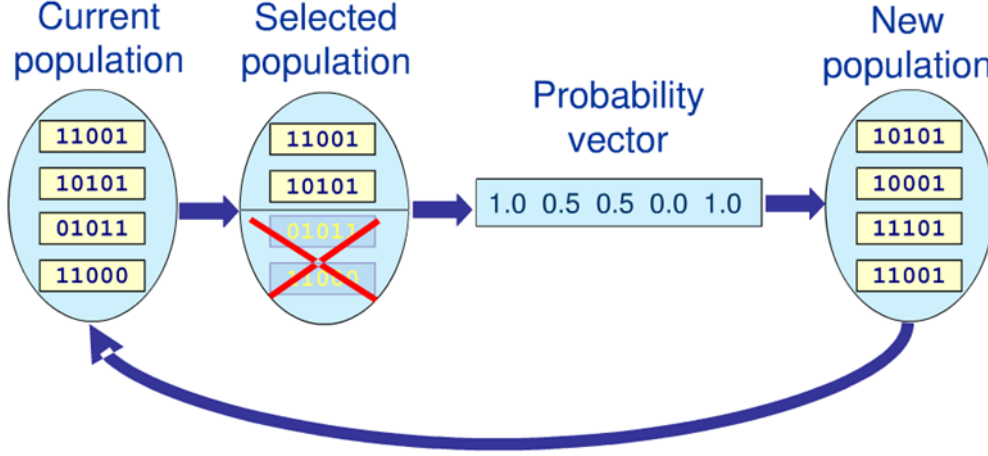 Current
population
11001
10101
01011
11000
Selected
population
11001
10101
01011
11000
Probability
vector
1.0 0.5 0.5 0.0 1.0
New
population
10101
10001
11101
11001